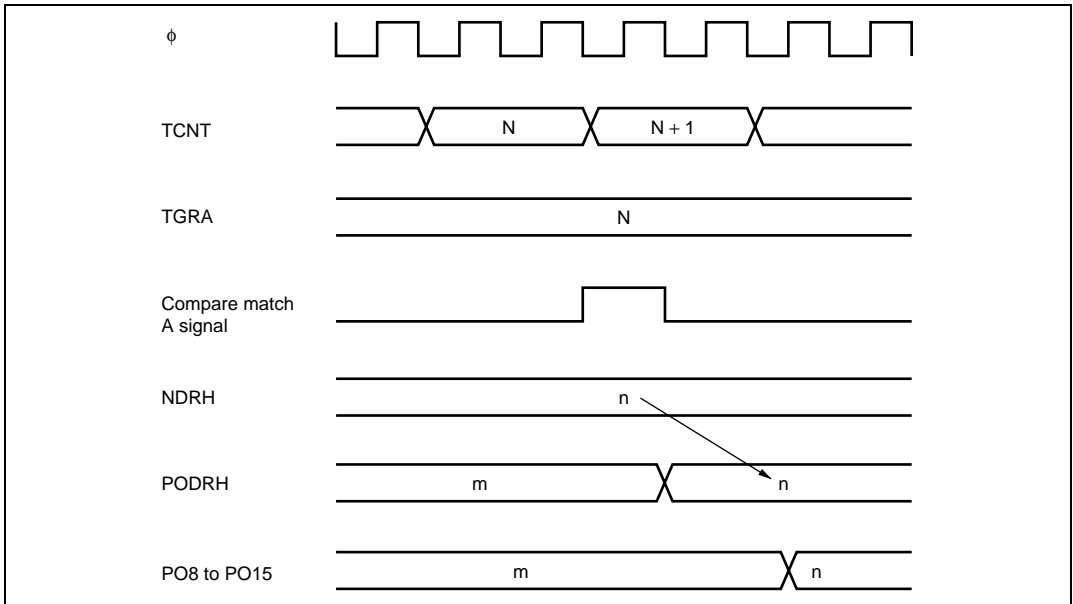 ϕ
TCNT
N
N + 1
TGRA
N
Compare match
A signal
NDRH
n
PODRH
m
n
PO8 to PO15
m
n